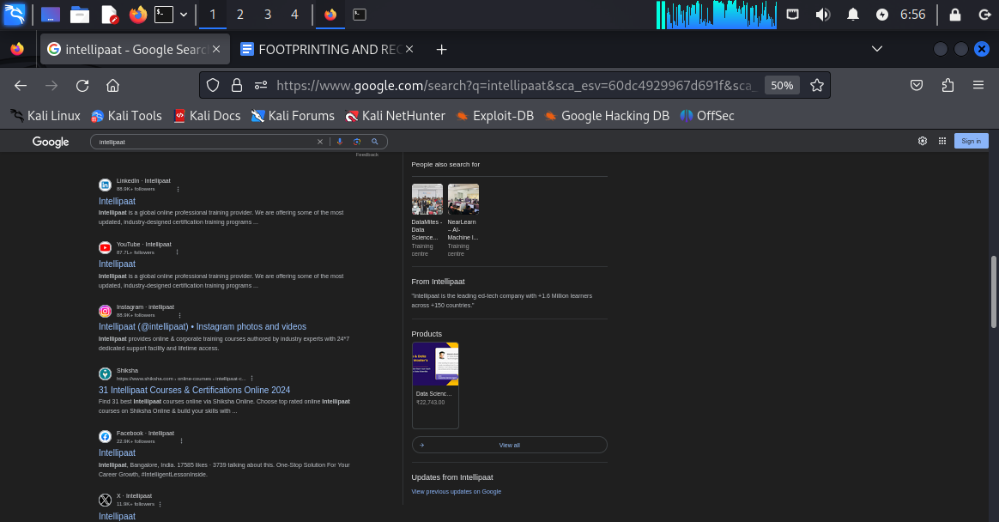 1 2 3 4
6:56
intellipaat - Google Searc
FOOTPRINTING AND REC
https://www.google.com/search?q=intellipaat&sca_esv=60dc4929967d691f&sca_
50%
Kali Linux Kali Tools Kali Docs Kali Forums Kali NetHunter Exploit-DB Google Hacking DB OffSec
Google
intellipaat
Sign in
Feedback
LinkedIn · Intellipaat
88.9K+ followers
Intellipaat
Intellipaat is a global online professional training provider. We are offering some of the most
updated, industry-designed certification training programs ...
YouTube · Intellipaat
87.7L+ followers
Intellipaat
Intellipaat is a global online professional training provider. We are offering some of the most
updated, industry-designed certification training programs ...
Instagram · intellipaat
88.9K+ followers
Intellipaat (@intellipaat) • Instagram photos and videos
Intellipaat provides online & corporate training courses authored by industry experts with 24*7
dedicated support facility and lifetime access.
Shiksha
https://www.shiksha.com › online-courses › intellipaat-c...
31 Intellipaat Courses & Certifications Online 2024
Find 31 best Intellipaat courses online via Shiksha Online. Choose top rated online Intellipaat
courses on Shiksha Online & build your skills with ...
Facebook · Intellipaat
22.9K+ followers
Intellipaat
Intellipaat, Bangalore, India. 17585 likes · 3739 talking about this. One-Stop Solution For Your
Career Growth, #IntelligentLessonInside.
X · Intellipaat
11.9K+ followers
Intellipaat
People also search for
DataMites -
Data
Science...
Training
centre
NearLearn
– AI-
Machine l...
Training
centre
From Intellipaat
"Intellipaat is the leading ed-tech company with +1.6 Million learners
across +150 countries."
Products
& Data
Master's
Data Scienc...
₹22,743.00
View all
Updates from Intellipaat
View previous updates on Google